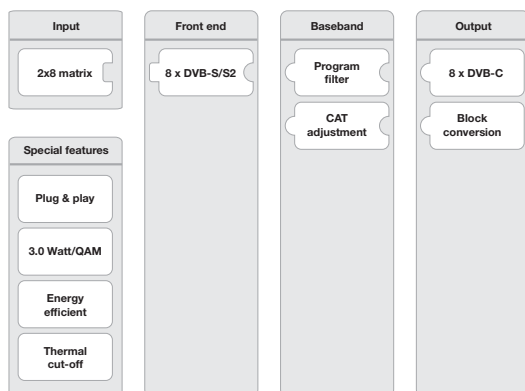 Input
2x8 matrix
Special features
Plug & play
3.0 Watt/QAM
Energy
efficient
Thermal
cut-off
Front end
8 x DVB-S/S2
Baseband
Program
filter
CAT
adjustment
Output
8 x DVB-C
Block
conversion